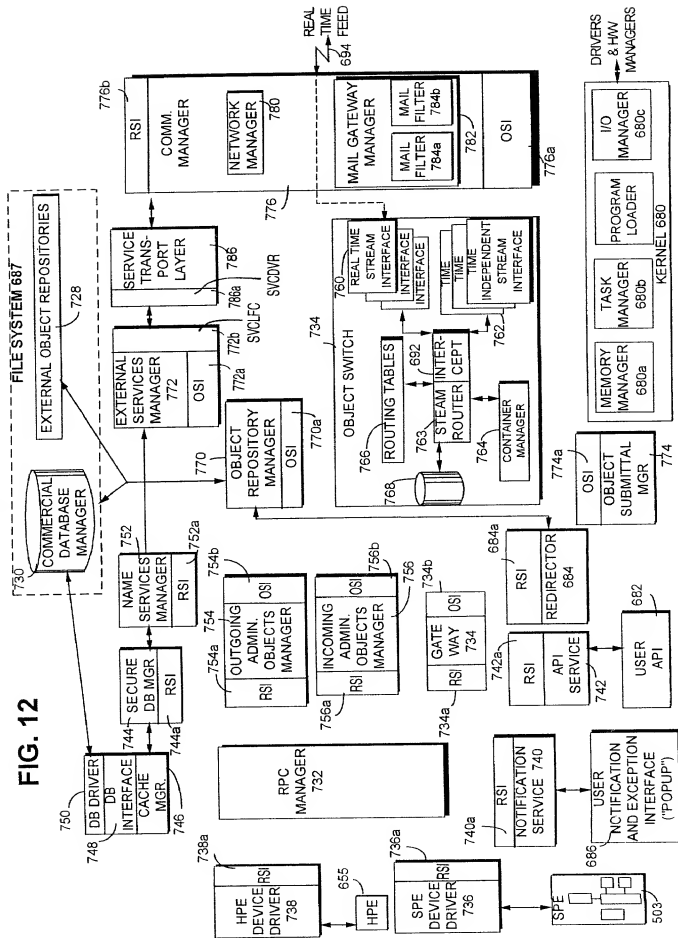 FIG. 12
FILE SYSTEM 687
EXTERNAL OBJECT REPOSITORIES
728
730
COMMERCIAL
DATABASE
MANAGER
750
DB DRIVER
748
DB
INTERFACE
CACHE
MGR.
746
744
SECURE
DB MGR
RSI
744a
752
NAME
SERVICES
MANAGER
RSI
752a
EXTERNAL SERVICES
MANAGER
772
OSI
772a
772b
SVCLFC
SERVICE
TRANS-
PORT
LAYER
786
786a
SVCDVR
776b
RSI
COMM.
MANAGER
NETWORK
MANAGER
780
776
MAIL GATEWAY
MANAGER
MAIL FILTER
784a
MAIL FILTER
784b
782
OSI
776a
REAL
TIME
FEED
694
770
OBJECT
REPOSITORY
MANAGER
OSI
770a
754b
754
754a
OUTGOING
ADMIN.
OBJECTS
MANAGER
RSI
OSI
756b
756
INCOMING
ADMIN.
OBJECTS
MANAGER
RSI
OSI
756a
734b
GATE
WAY
734
RSI
OSI
734a
734
OBJECT SWITCH
760
REAL TIME
STREAM
INTERFACE
INTERFACE
INTERFACE
TIME
TIME
TIME
INDEPENDENT
STREAM
INTERFACE
762
692
766
ROUTING TABLES
763
STEAM
ROUTER
INTER-
CEPT
764
CONTAINER
MANAGER
768
RPC
MANAGER
732
738a
HPE
DEVICE
DRIVER
738
RSI
655
HPE
736a
SPE
DEVICE
DRIVER
736
RSI
SPE
503
740a
RSI
NOTIFICATION
SERVICE 740
686
USER
NOTIFICATION
AND EXCEPTION
INTERFACE
("POPUP")
742a
RSI
API
SERVICE
742
682
USER
API
684a
RSI
REDIRECTOR
684
774a
OSI
OBJECT
SUBMITTAL
MGR
774
MEMORY
MANAGER
680a
TASK
MANAGER
680b
PROGRAM
LOADER
I/O
MANAGER
680c
KERNEL 680
DRIVERS
& H/W
MANAGERS